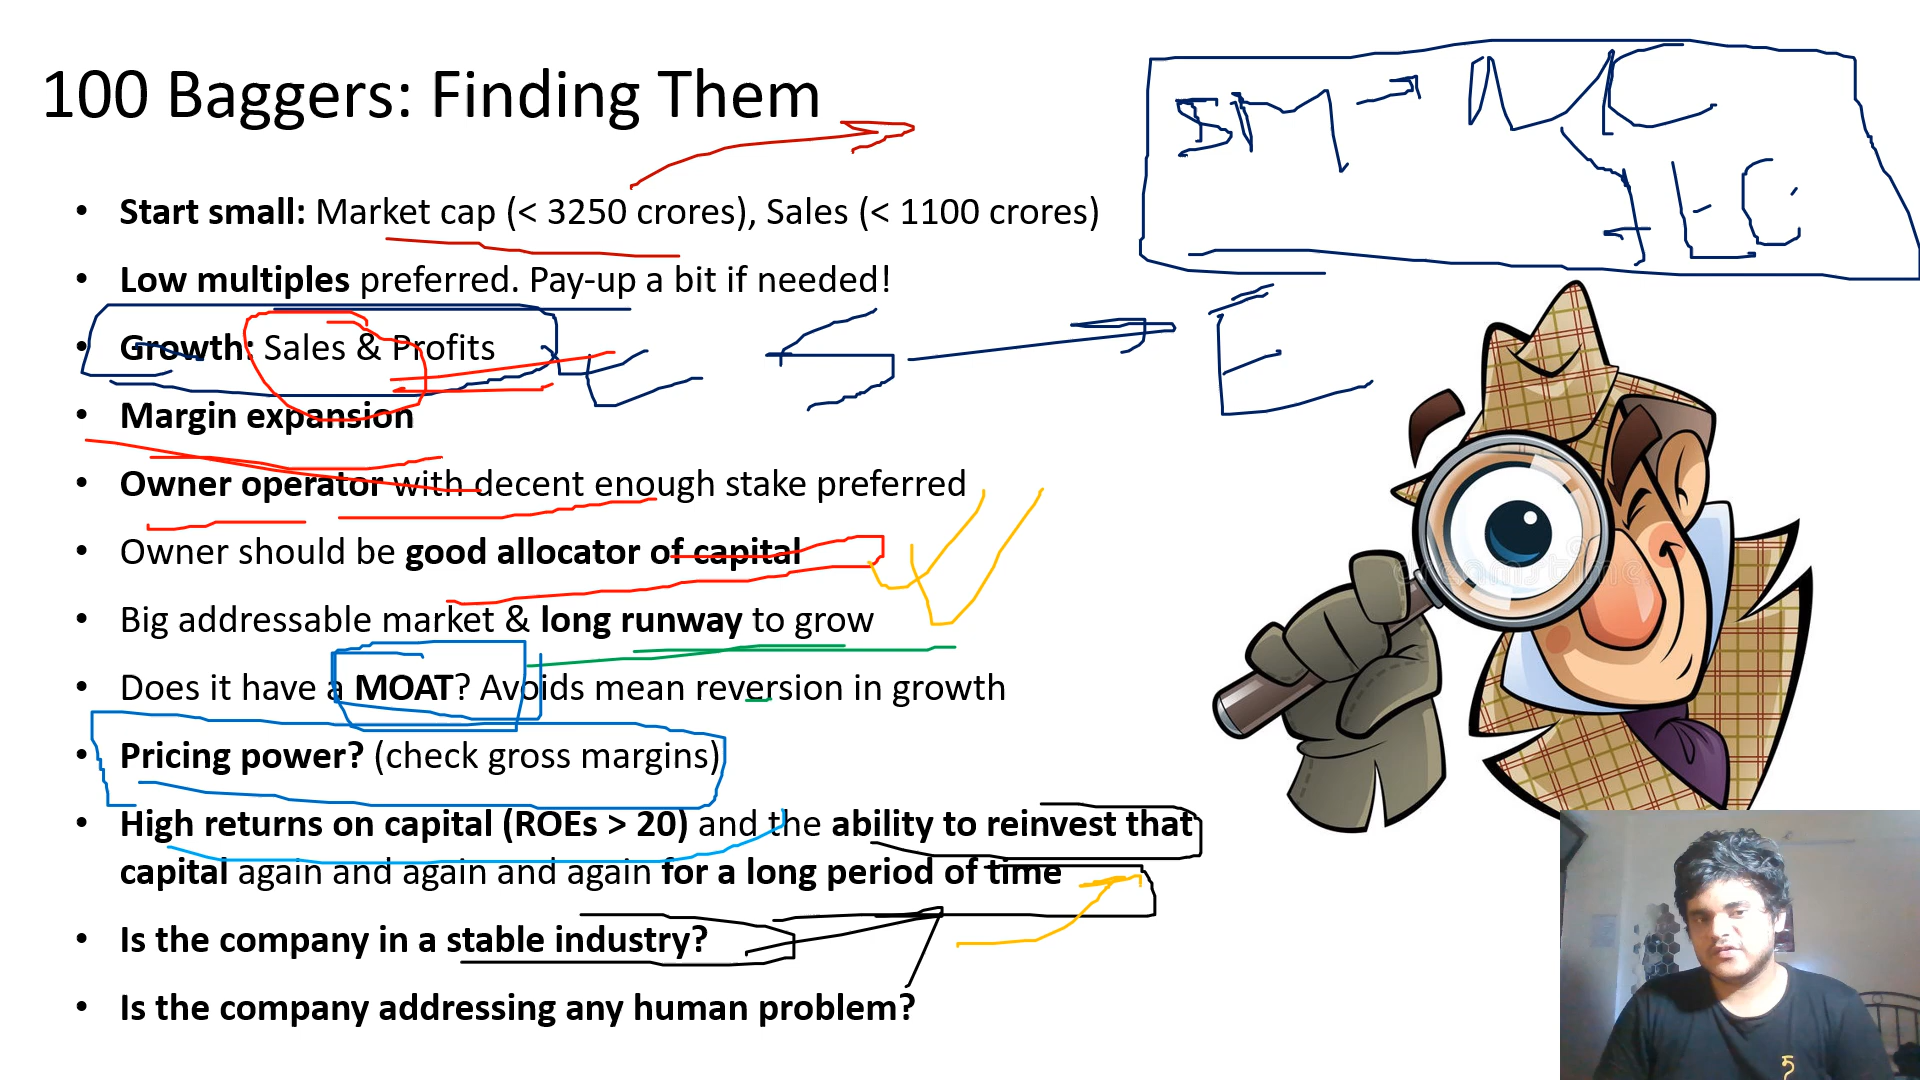 100 Baggers: Finding Them
SM → MC
EC
• Start small: Market cap (< 3250 crores), Sales (< 1100 crores)
• Low multiples preferred. Pay-up a bit if needed!
• Growth: Sales & Profits
S → E
• Margin expansion
• Owner operator with decent enough stake preferred
• Owner should be good allocator of capital
• Big addressable market & long runway to grow
• Does it have a MOAT? Avoids mean reversion in growth
• Pricing power? (check gross margins)
• High returns on capital (ROEs > 20) and the ability to reinvest that
capital again and again and again for a long period of time
• Is the company in a stable industry?
• Is the company addressing any human problem?